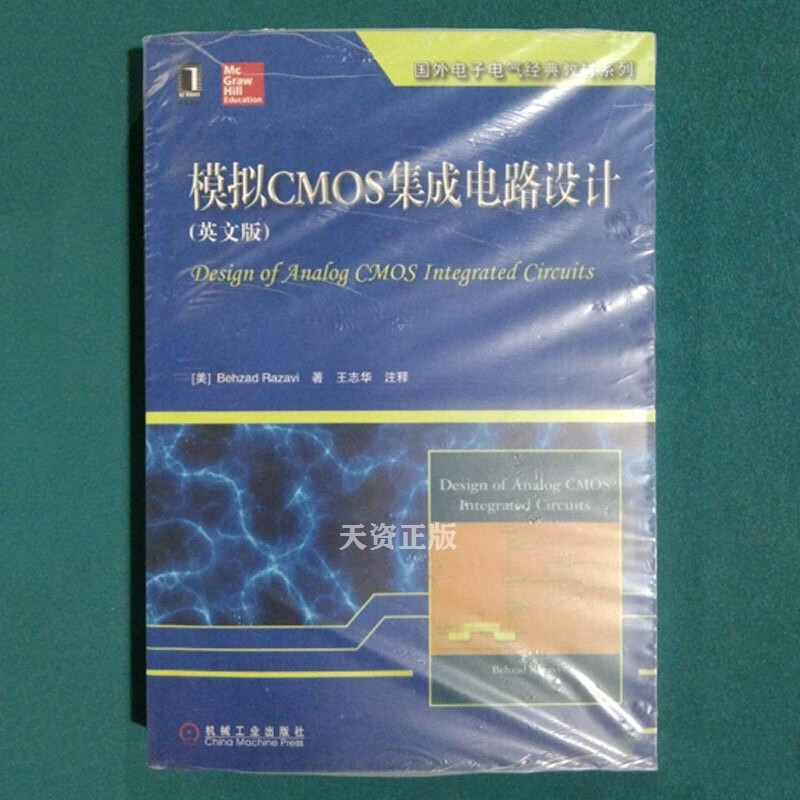 Mc
Graw
Hill
Education
国外电子电气经典教材系列
模拟CMOS集成电路设计
(英文版)
Design of Analog CMOS Integrated Circuits
[美] Behzad Razavi 著 王志华 注释
Design of Analog CMOS
Integrated Circuits
天资正版
Behzad Razavi
机械工业出版社
China Machine Press